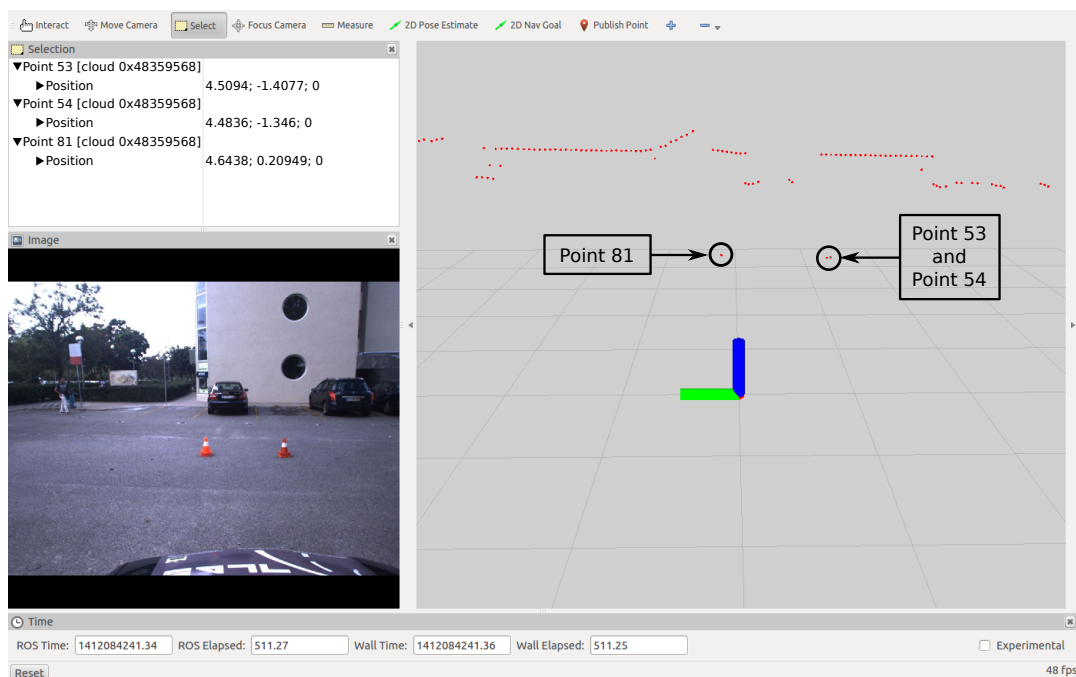 Interact Move Camera Select Focus Camera Measure 2D Pose Estimate 2D Nav Goal Publish Point
Selection
Point 53 [cloud 0x48359568]
Position 4.5094; -1.4077; 0
Point 54 [cloud 0x48359568]
Position 4.4836; -1.346; 0
Point 81 [cloud 0x48359568]
Position 4.6438; 0.20949; 0
Image
Point 81
Point 53
and
Point 54
Time
ROS Time: 1412084241.34 ROS Elapsed: 511.27 Wall Time: 1412084241.36 Wall Elapsed: 511.25 Experimental
Reset 48 fps